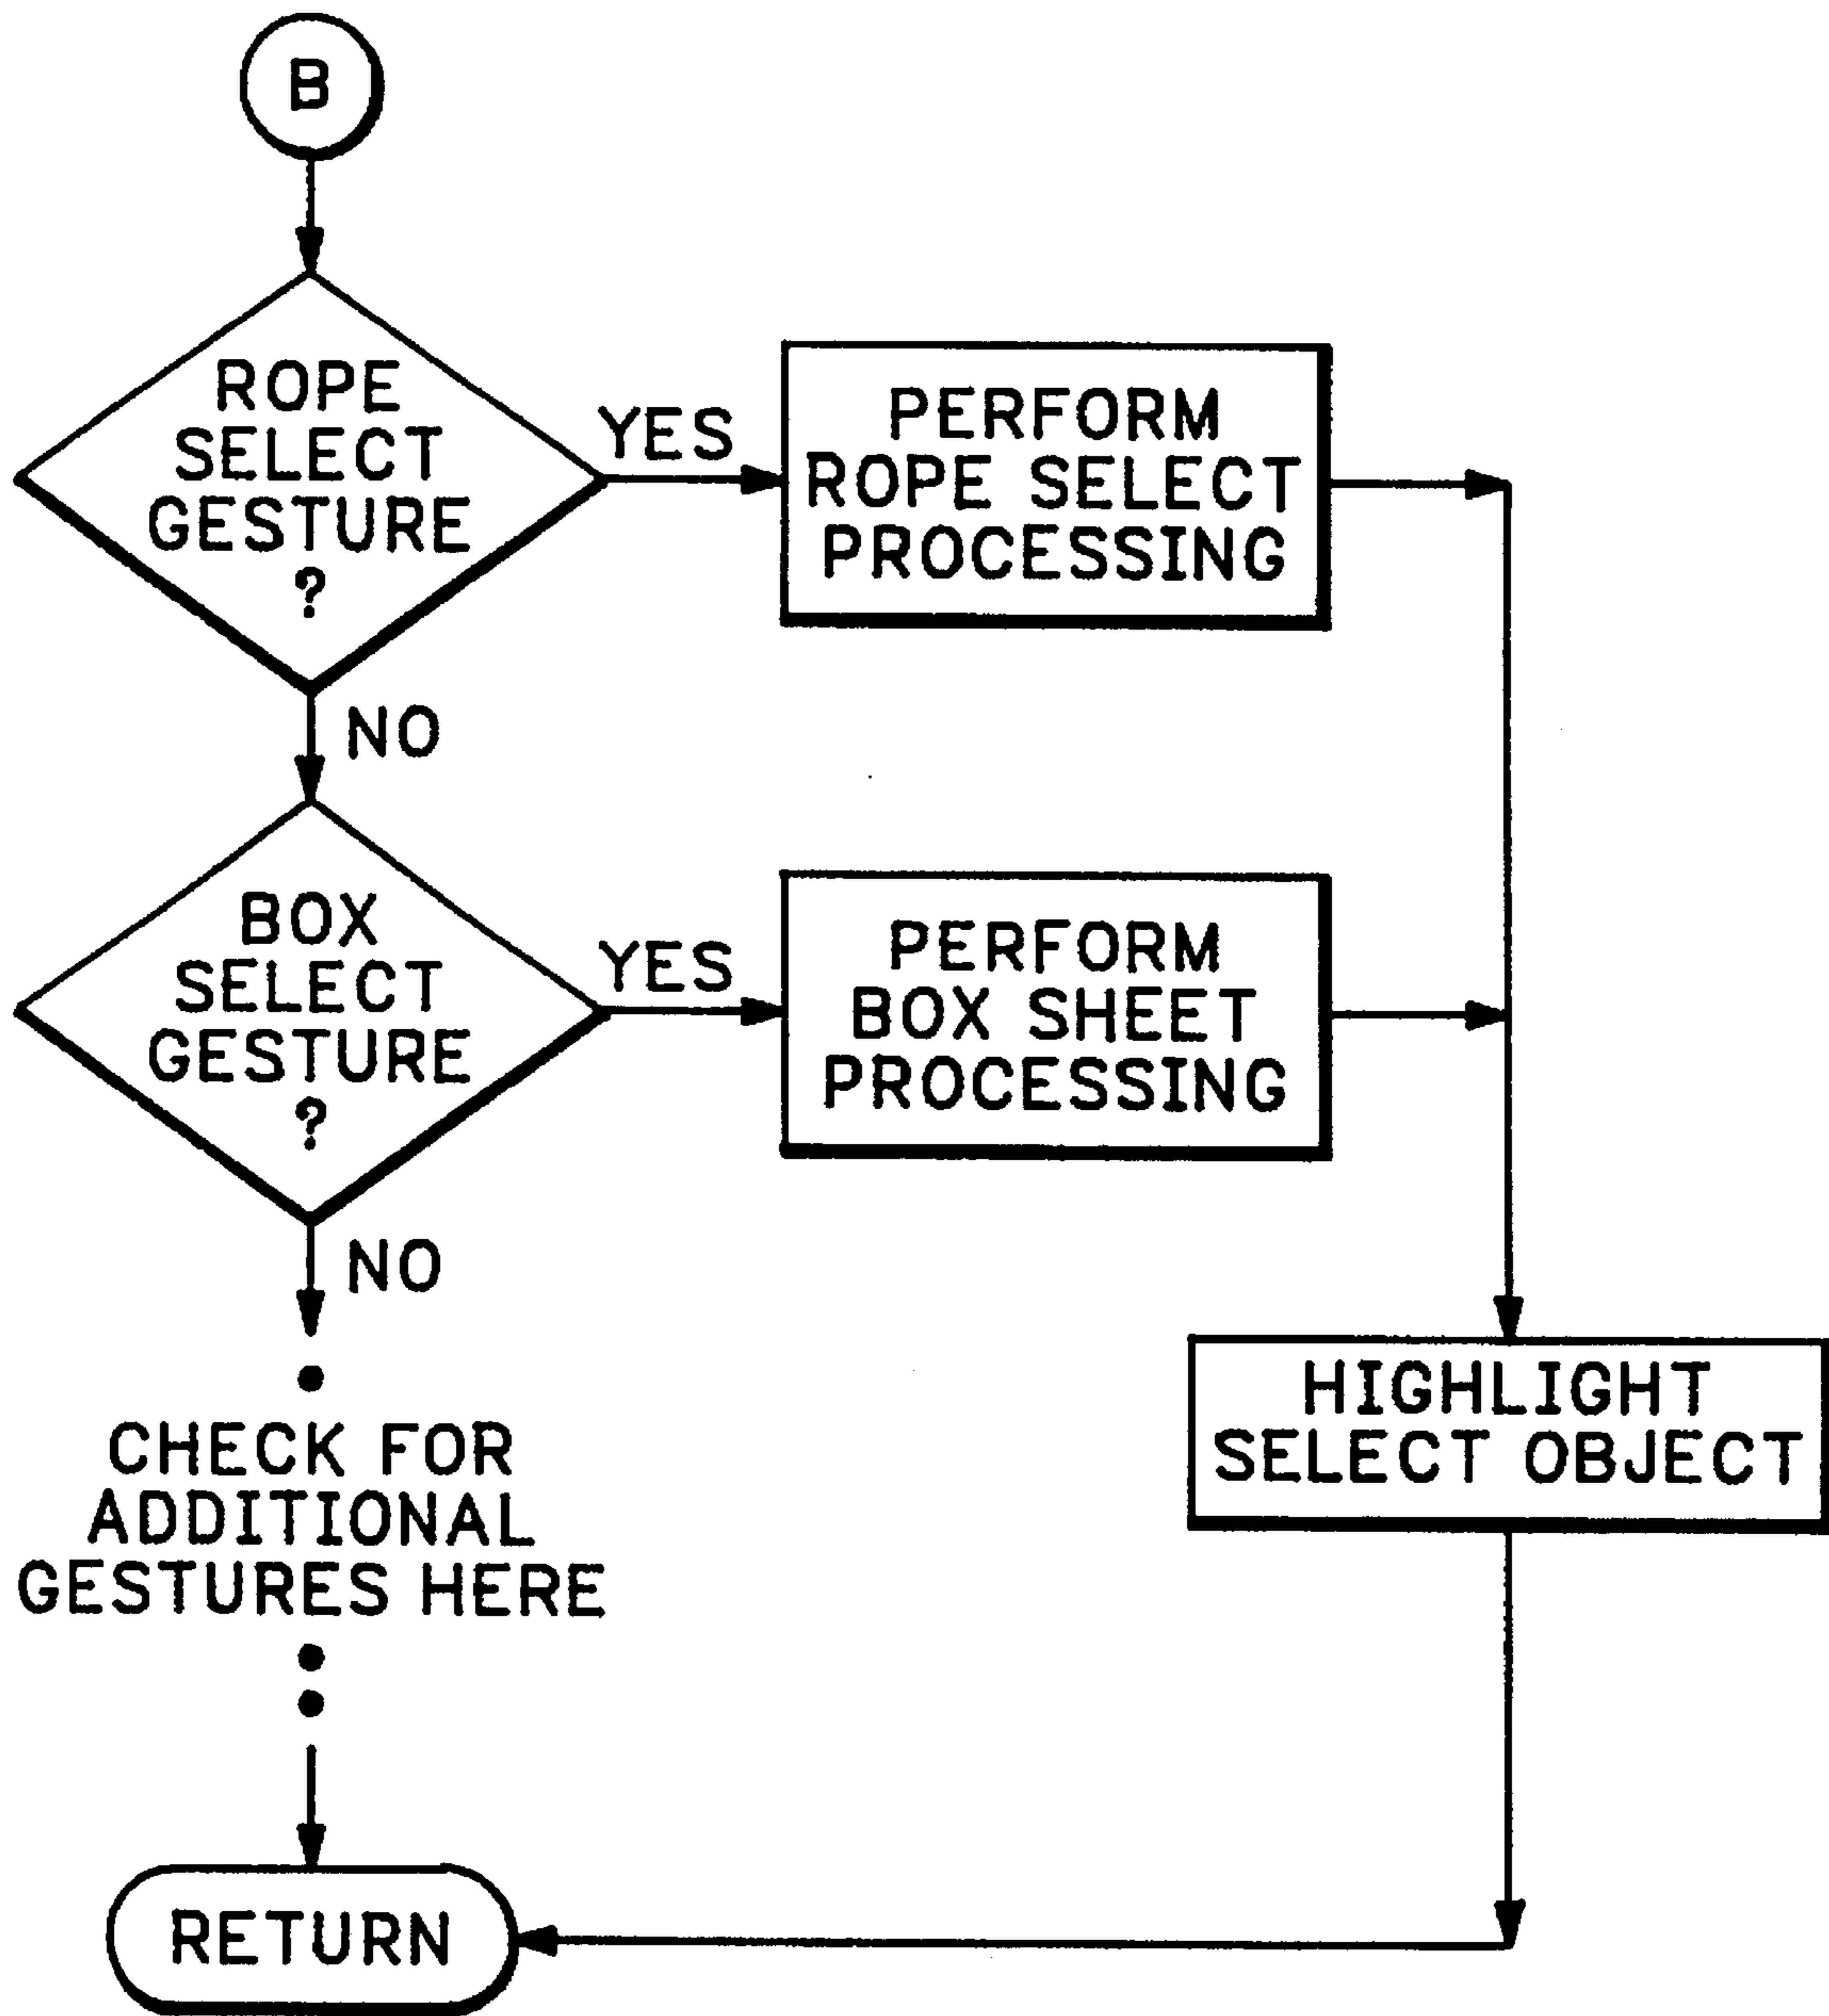 B
ROPE
SELECT
GESTURE
?
YES
PERFORM
ROPE SELECT
PROCESSING
NO
BOX
SELECT
GESTURE
?
YES
PERFORM
BOX SHEET
PROCESSING
NO
HIGHLIGHT
SELECT OBJECT
CHECK FOR
ADDITIONAL
GESTURES HERE
RETURN